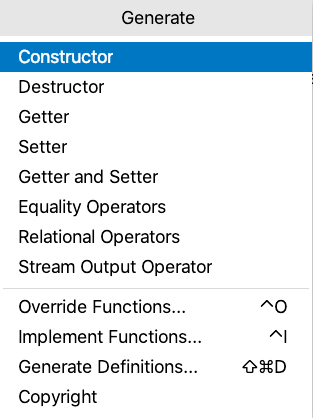 Generate
Constructor
Destructor
Getter
Setter
Getter and Setter
Equality Operators
Relational Operators
Stream Output Operator
Override Functions... ^O
Implement Functions... ^I
Generate Definitions... ⇧⌘D
Copyright